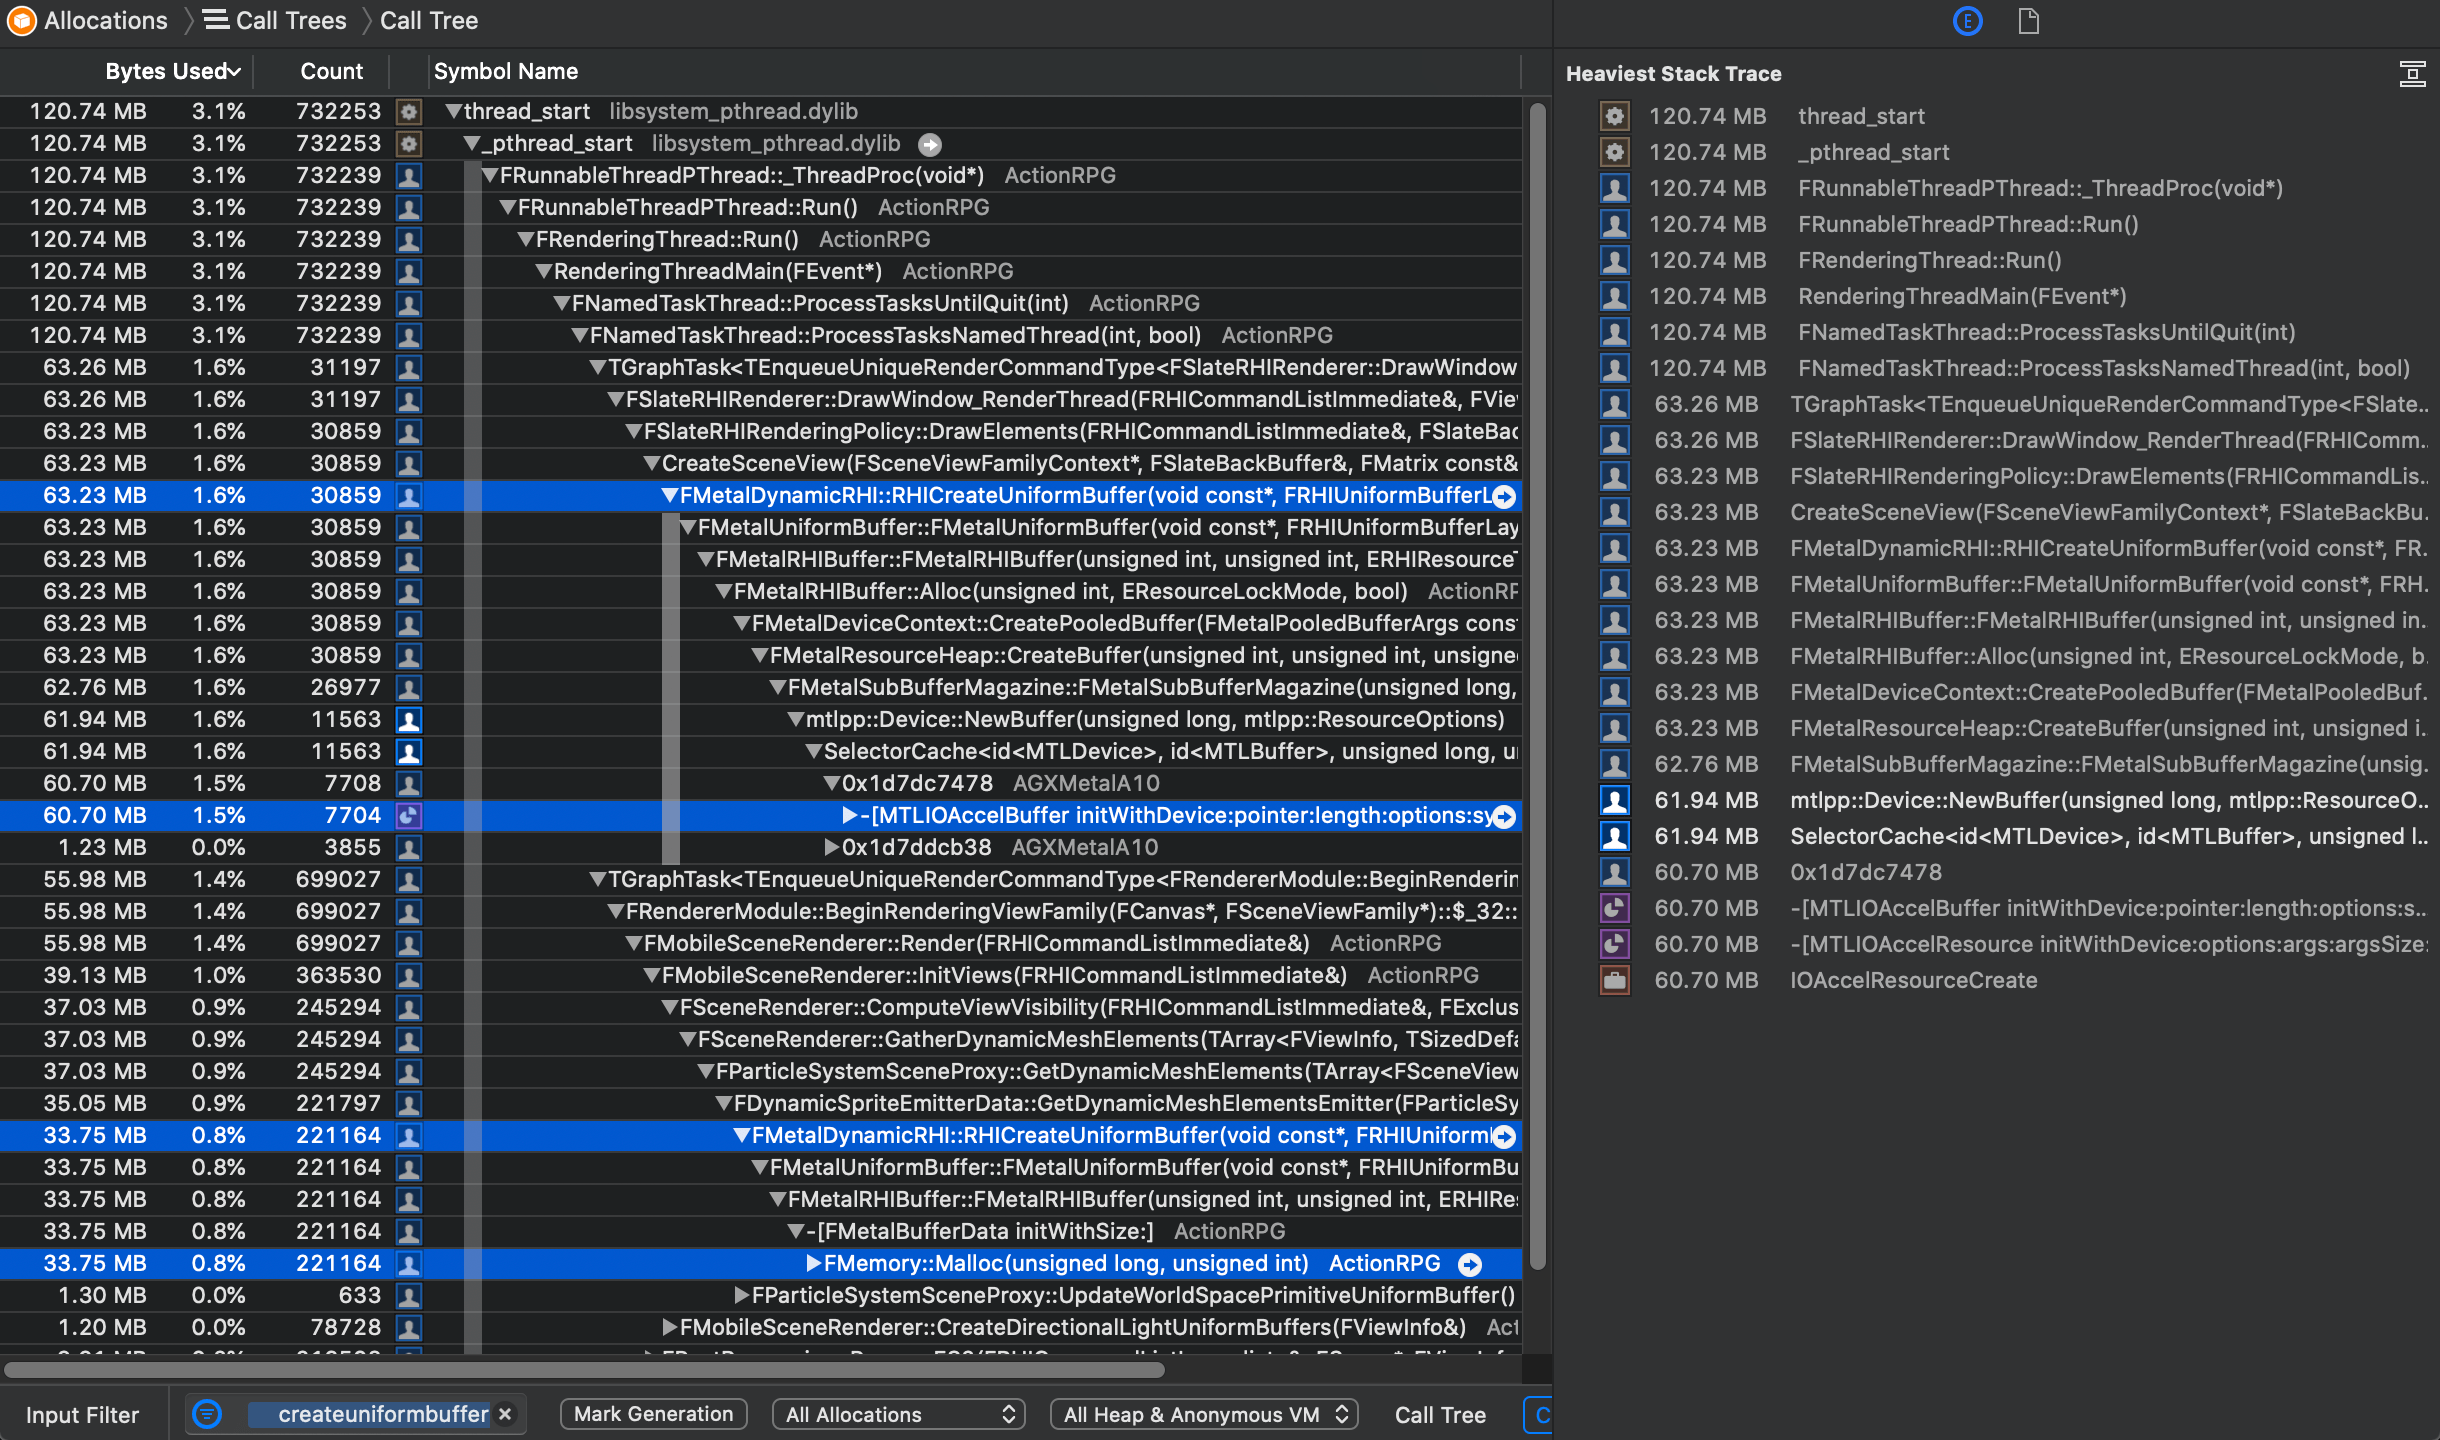 Allocations Call Trees Call Tree
Bytes Used Count Symbol Name
120.74 MB 3.1% 732253 thread_start libsystem_pthread.dylib
120.74 MB 3.1% 732253 _pthread_start libsystem_pthread.dylib
120.74 MB 3.1% 732239 FRunnableThreadPThread::_ThreadProc(void*) ActionRPG
120.74 MB 3.1% 732239 FRunnableThreadPThread::Run() ActionRPG
120.74 MB 3.1% 732239 FRenderingThread::Run() ActionRPG
120.74 MB 3.1% 732239 RenderingThreadMain(FEvent*) ActionRPG
120.74 MB 3.1% 732239 FNamedTaskThread::ProcessTasksUntilQuit(int) ActionRPG
120.74 MB 3.1% 732239 FNamedTaskThread::ProcessTasksNamedThread(int, bool) ActionRPG
63.26 MB 1.6% 31197 TGraphTask<TEnqueueUniqueRenderCommandType<FSlateRHIRenderer::DrawWindow
63.26 MB 1.6% 31197 FSlateRHIRenderer::DrawWindow_RenderThread(FRHICommandListImmediate&, FView
63.23 MB 1.6% 30859 FSlateRHIRenderingPolicy::DrawElements(FRHICommandListImmediate&, FSlateBac
63.23 MB 1.6% 30859 CreateSceneView(FSceneViewFamilyContext*, FSlateBackBuffer&, FMatrix const&
63.23 MB 1.6% 30859 FMetalDynamicRHI::RHICreateUniformBuffer(void const*, FRHIUniformBufferL
63.23 MB 1.6% 30859 FMetalUniformBuffer::FMetalUniformBuffer(void const*, FRHIUniformBufferLay
63.23 MB 1.6% 30859 FMetalRHIBuffer::FMetalRHIBuffer(unsigned int, unsigned int, ERHIResourceT
63.23 MB 1.6% 30859 FMetalRHIBuffer::Alloc(unsigned int, EResourceLockMode, bool) ActionRP
63.23 MB 1.6% 30859 FMetalDeviceContext::CreatePooledBuffer(FMetalPooledBufferArgs const
63.23 MB 1.6% 30859 FMetalResourceHeap::CreateBuffer(unsigned int, unsigned int, unsigned
62.76 MB 1.6% 26977 FMetalSubBufferMagazine::FMetalSubBufferMagazine(unsigned long,
61.94 MB 1.6% 11563 mtlpp::Device::NewBuffer(unsigned long, mtlpp::ResourceOptions)
61.94 MB 1.6% 11563 SelectorCache<id<MTLDevice>, id<MTLBuffer>, unsigned long, un
60.70 MB 1.5% 7708 0x1d7dc7478 AGXMetalA10
60.70 MB 1.5% 7704 -[MTLIOAccelBuffer initWithDevice:pointer:length:options:sy
1.23 MB 0.0% 3855 0x1d7ddcb38 AGXMetalA10
55.98 MB 1.4% 699027 TGraphTask<TEnqueueUniqueRenderCommandType<FRendererModule::BeginRenderin
55.98 MB 1.4% 699027 FRendererModule::BeginRenderingViewFamily(FCanvas*, FSceneViewFamily*)::$_32::
55.98 MB 1.4% 699027 FMobileSceneRenderer::Render(FRHICommandListImmediate&) ActionRPG
39.13 MB 1.0% 363530 FMobileSceneRenderer::InitViews(FRHICommandListImmediate&) ActionRPG
37.03 MB 0.9% 245294 FSceneRenderer::ComputeViewVisibility(FRHICommandListImmediate&, FExclus
37.03 MB 0.9% 245294 FSceneRenderer::GatherDynamicMeshElements(TArray<FViewInfo, TSizedDefa
37.03 MB 0.9% 245294 FParticleSystemSceneProxy::GetDynamicMeshElements(TArray<FSceneView
35.05 MB 0.9% 221797 FDynamicSpriteEmitterData::GetDynamicMeshElementsEmitter(FParticleSy
33.75 MB 0.8% 221164 FMetalDynamicRHI::RHICreateUniformBuffer(void const*, FRHIUniform
33.75 MB 0.8% 221164 FMetalUniformBuffer::FMetalUniformBuffer(void const*, FRHIUniformBu
33.75 MB 0.8% 221164 FMetalRHIBuffer::FMetalRHIBuffer(unsigned int, unsigned int, ERHIRes
33.75 MB 0.8% 221164 -[FMetalBufferData initWithSize:] ActionRPG
33.75 MB 0.8% 221164 FMemory::Malloc(unsigned long, unsigned int) ActionRPG
1.30 MB 0.0% 633 FParticleSystemSceneProxy::UpdateWorldSpacePrimitiveUniformBuffer()
1.20 MB 0.0% 78728 FMobileSceneRenderer::CreateDirectionalLightUniformBuffers(FViewInfo&) Act
Input Filter createuniformbuffer Mark Generation All Allocations All Heap & Anonymous VM Call Tree C
E
Heaviest Stack Trace
120.74 MB thread_start
120.74 MB _pthread_start
120.74 MB FRunnableThreadPThread::_ThreadProc(void*)
120.74 MB FRunnableThreadPThread::Run()
120.74 MB FRenderingThread::Run()
120.74 MB RenderingThreadMain(FEvent*)
120.74 MB FNamedTaskThread::ProcessTasksUntilQuit(int)
120.74 MB FNamedTaskThread::ProcessTasksNamedThread(int, bool)
63.26 MB TGraphTask<TEnqueueUniqueRenderCommandType<FSlate...
63.26 MB FSlateRHIRenderer::DrawWindow_RenderThread(FRHIComm...
63.23 MB FSlateRHIRenderingPolicy::DrawElements(FRHICommandLis...
63.23 MB CreateSceneView(FSceneViewFamilyContext*, FSlateBackBu...
63.23 MB FMetalDynamicRHI::RHICreateUniformBuffer(void const*, FR...
63.23 MB FMetalUniformBuffer::FMetalUniformBuffer(void const*, FRH...
63.23 MB FMetalRHIBuffer::FMetalRHIBuffer(unsigned int, unsigned in...
63.23 MB FMetalRHIBuffer::Alloc(unsigned int, EResourceLockMode, b...
63.23 MB FMetalDeviceContext::CreatePooledBuffer(FMetalPooledBuf...
63.23 MB FMetalResourceHeap::CreateBuffer(unsigned int, unsigned i...
62.76 MB FMetalSubBufferMagazine::FMetalSubBufferMagazine(unsig...
61.94 MB mtlpp::Device::NewBuffer(unsigned long, mtlpp::ResourceO...
61.94 MB SelectorCache<id<MTLDevice>, id<MTLBuffer>, unsigned l...
60.70 MB 0x1d7dc7478
60.70 MB -[MTLIOAccelBuffer initWithDevice:pointer:length:options:s...
60.70 MB -[MTLIOAccelResource initWithDevice:options:args:argsSize:
60.70 MB IOAccelResourceCreate